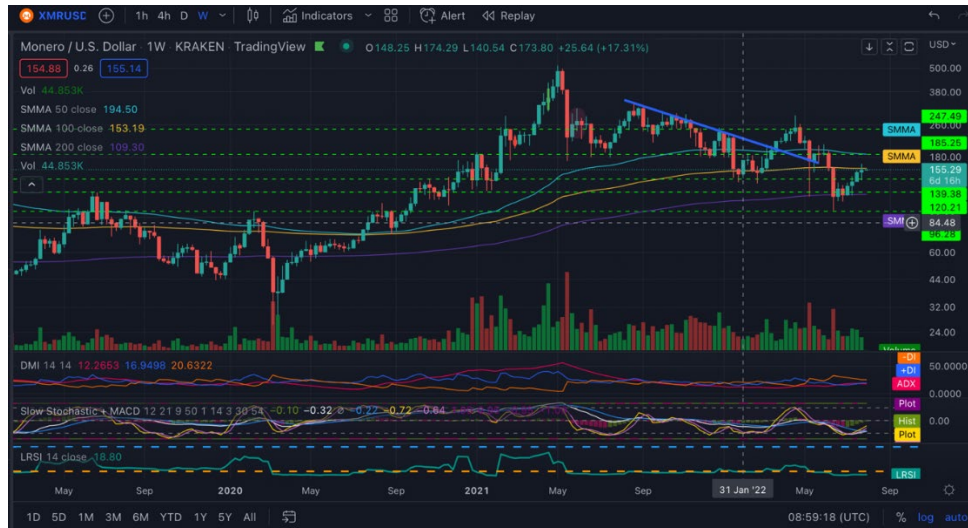 XMRUSD 1h 4h D W Indicators Alert Replay
Monero / U.S. Dollar · 1W · KRAKEN · TradingView O148.25 H174.29 L140.54 C173.80 +25.64 (+17.31%)
USD
154.88 0.26 155.14
Vol 44.853K
SMMA 50 close 194.50
SMMA 100 close 153.19
SMMA 200 close 109.30
Vol 44.853K
500.00
380.00
247.49
260.00
SMMA
185.25
SMMA
180.00
155.29
6d 16h
139.38
120.21
84.48
96.28
60.00
44.00
32.00
24.00
Volume
DMI 14 14 12.2653 16.9498 20.6322
-DI
+DI
ADX
50.0000
0.0000
Slow Stochastic + MACD 12 21 9 50 1 14 3 30 54 -0.10 -0.32 -0.72 -0.64
Plot
Hist
Plot
0.00
LRSI 14 close 18.80
LRSI
May Sep 2020 May Sep 2021 May Sep 31 Jan '22 May Sep
1D 5D 1M 3M 6M YTD 1Y 5Y All 08:59:18 (UTC) % log auto